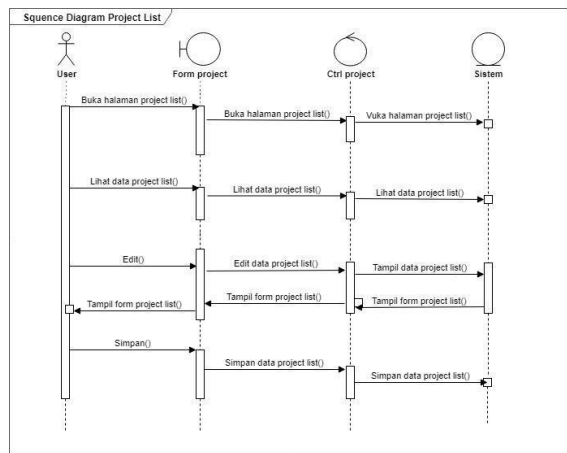 Squence Diagram Project List
User
Form project
Ctrl project
Sistem
Buka halaman project list()
Buka halaman project list()
Vuka halaman project list()
Lihat data project list()
Lihat data project list()
Lihat data project list()
Edit()
Edit data project list()
Tampil data project list()
Tampil form project list()
Tampil form project list()
Tampil form project list()
Simpan()
Simpan data project list()
Simpan data project list()